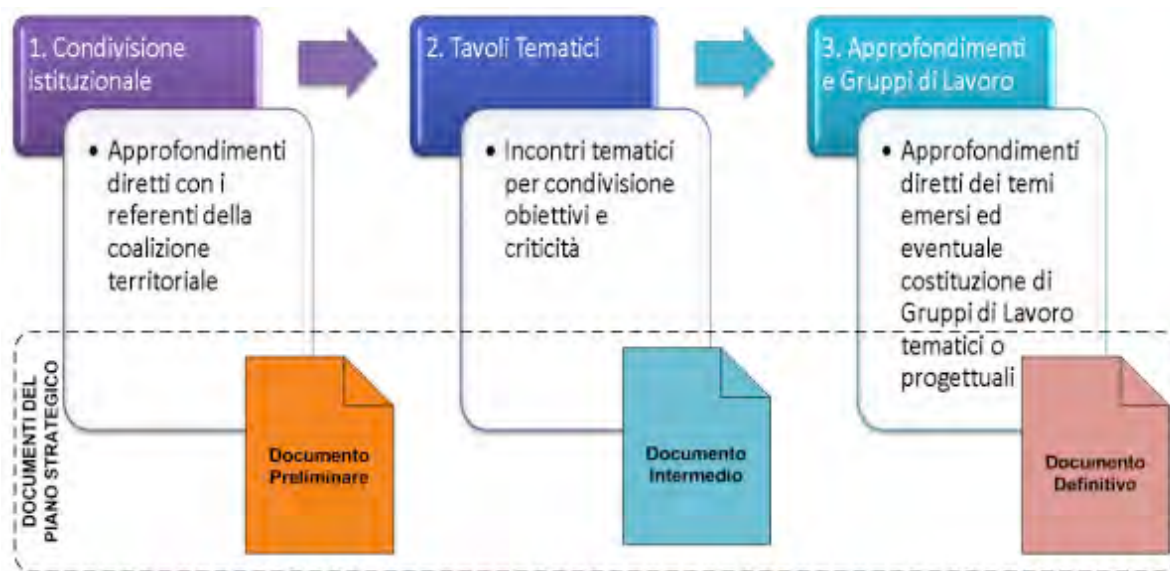 1. Condivisione
istituzionale
• Approfondimenti
diretti con i
referenti della
coalizione
territoriale
2. Tavoli Tematici
• Incontri tematici
per condivisione
obiettivi e
criticità
3. Approfondimenti
e Gruppi di Lavoro
• Approfondimenti
diretti dei temi
emersi ed
eventuale
costituzione di
Gruppi di Lavoro
tematici o
progettuali
DOCUMENTI DEL
PIANO STRATEGICO
Documento
Preliminare
Documento
Intermedio
Documento
Definitivo